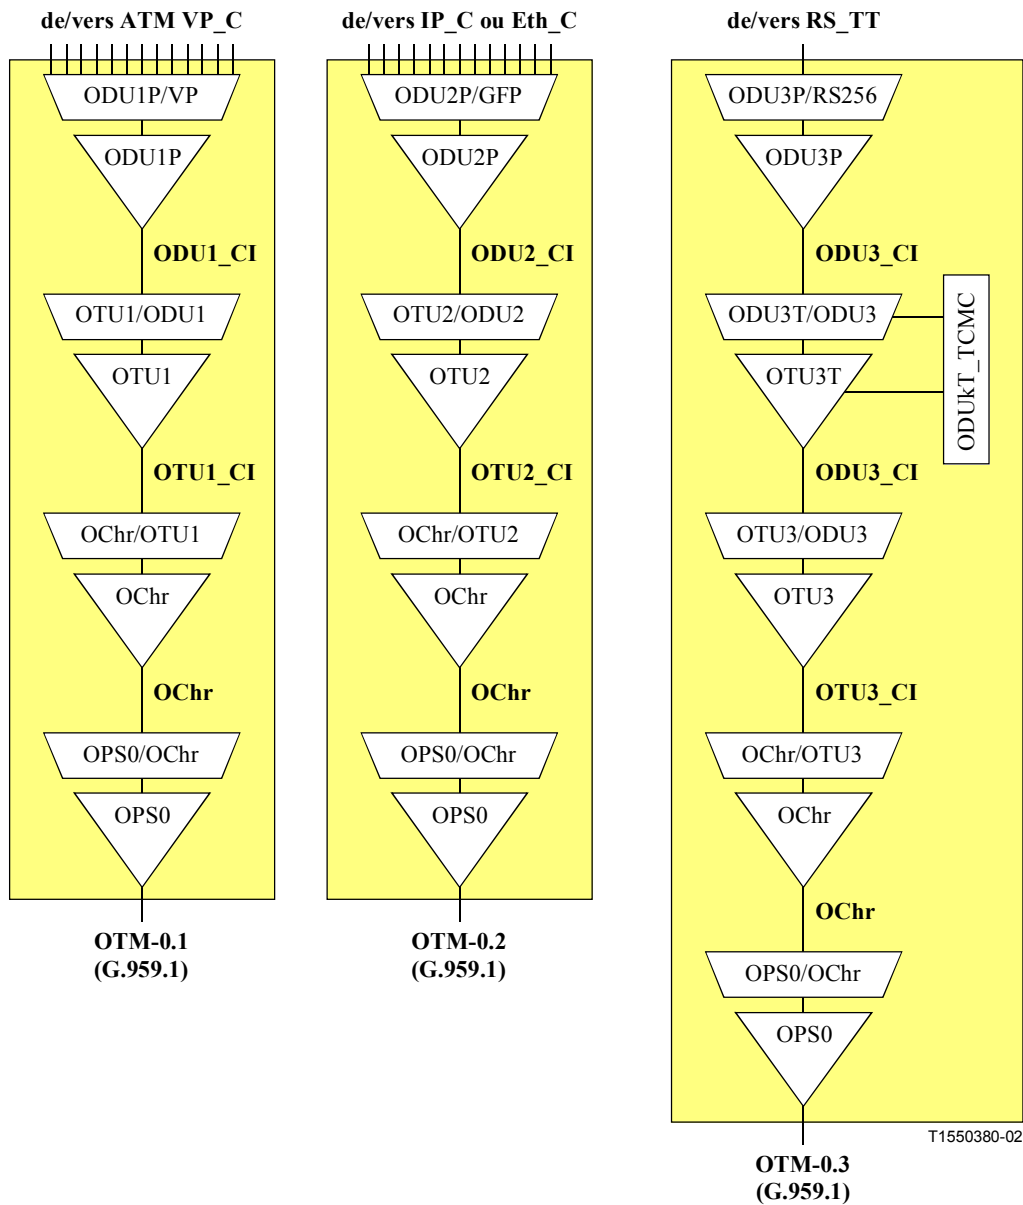 de/vers ATM VP_C
ODU1P/VP
ODU1P
ODU1_CI
OTU1/ODU1
OTU1
OTU1_CI
OChr/OTU1
OChr
OChr
OPS0/OChr
OPS0
OTM-0.1
(G.959.1)
de/vers IP_C ou Eth_C
ODU2P/GFP
ODU2P
ODU2_CI
OTU2/ODU2
OTU2
OTU2_CI
OChr/OTU2
OChr
OChr
OPS0/OChr
OPS0
OTM-0.2
(G.959.1)
de/vers RS_TT
ODU3P/RS256
ODU3P
ODU3_CI
ODU3T/ODU3
OTU3T
ODUkT_TCMC
ODU3_CI
OTU3/ODU3
OTU3
OTU3_CI
OChr/OTU3
OChr
OChr
OPS0/OChr
OPS0
T1550380-02
OTM-0.3
(G.959.1)